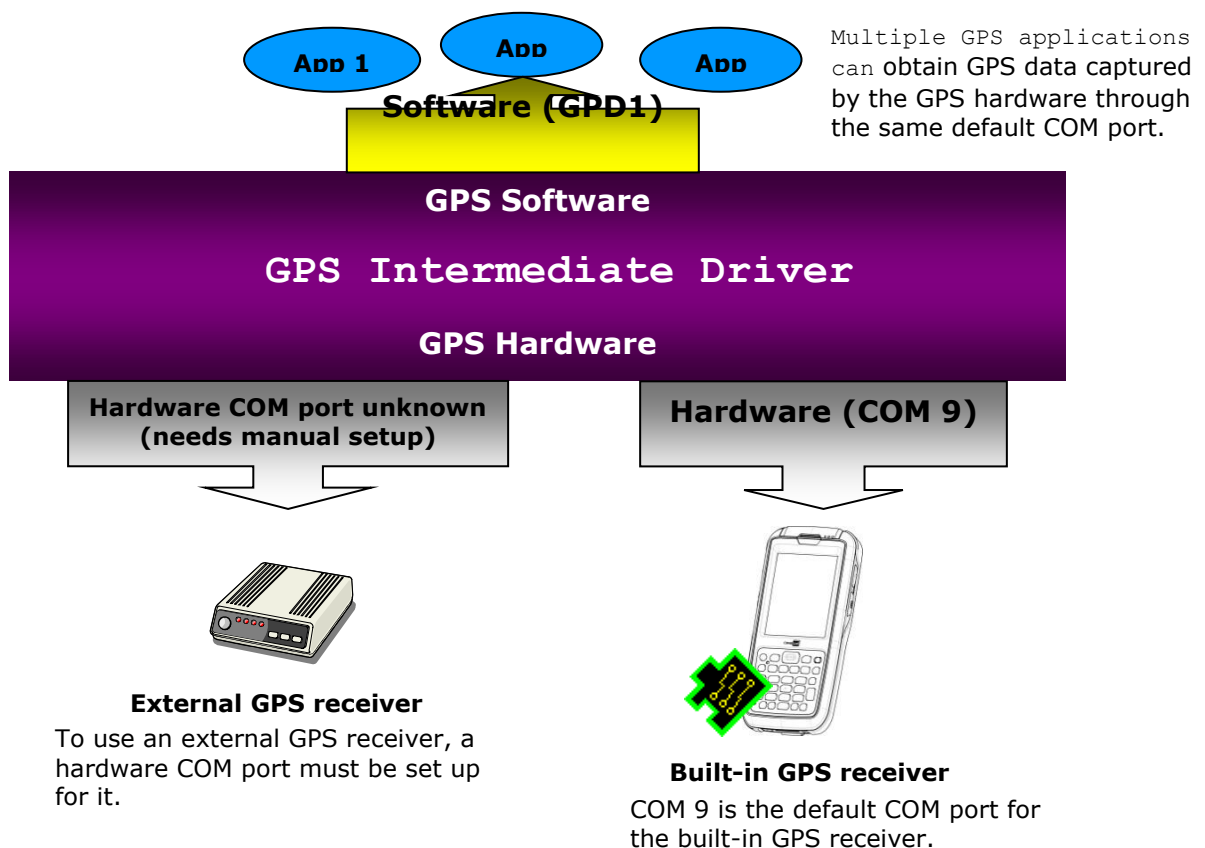 App 1
App
App
Multiple GPS applications
can obtain GPS data captured
by the GPS hardware through
the same default COM port.
Software (GPD1)
GPS Software
GPS Intermediate Driver
GPS Hardware
Hardware COM port unknown
(needs manual setup)
Hardware (COM 9)
External GPS receiver
To use an external GPS receiver, a
hardware COM port must be set up
for it.
Built-in GPS receiver
COM 9 is the default COM port for
the built-in GPS receiver.